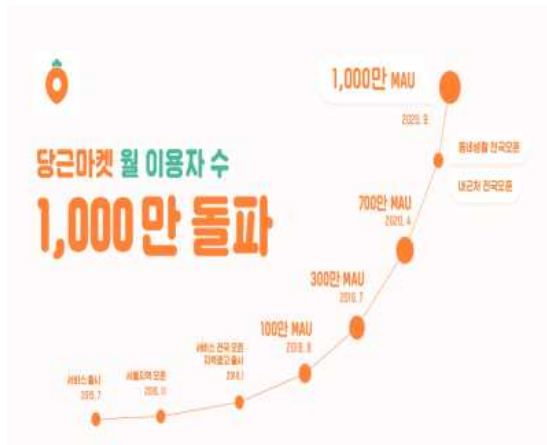 1,000만 MAU
2020. 9
당근마켓 월 이용자 수
1,000만 돌파
동네생활 전국오픈
내근처 전국오픈
700만 MAU
2020. 4
300만 MAU
2019. 7
100만 MAU
2018. 9
서비스 전국 오픈
지역광고 출시
2018. 1
서비스 출시
2015. 7
서울지역 오픈
2016. 11